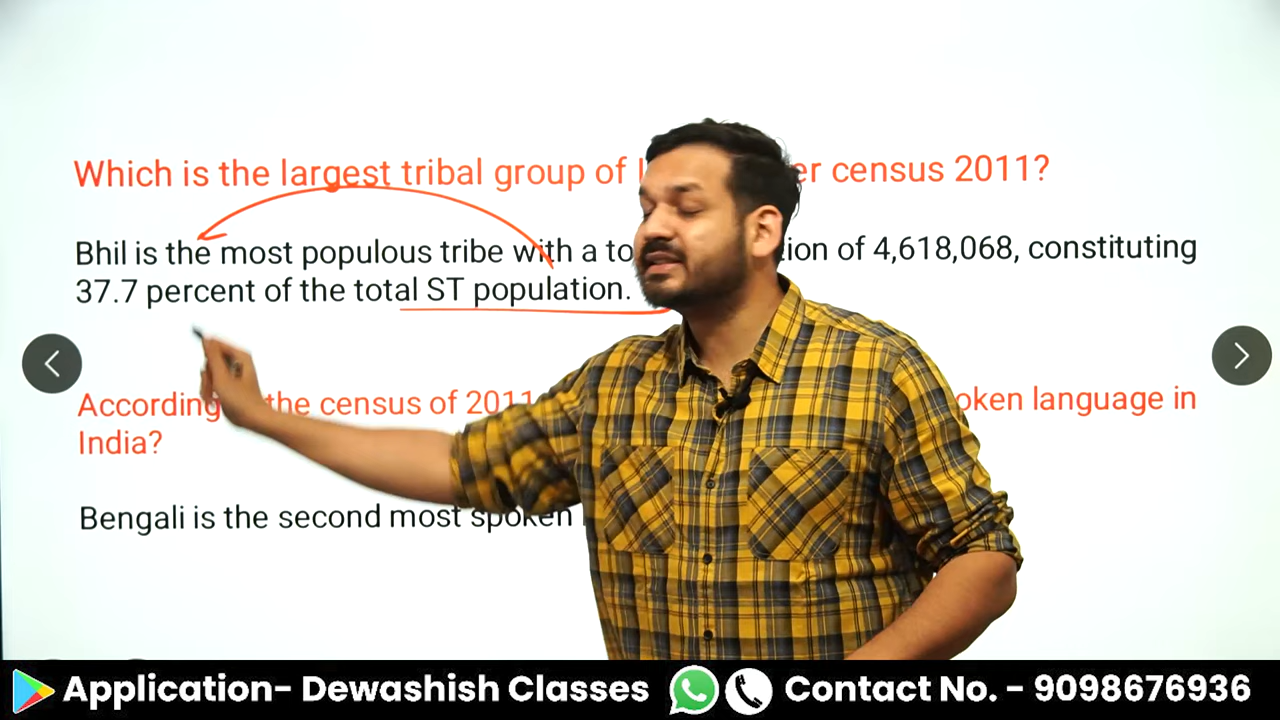 Which is the largest tribal group of er census 2011?
Bhil is the most populous tribe with a to tion of 4,618,068, constituting
37.7 percent of the total ST population.
According the census of 2011 oken language in
India?
Bengali is the second most spoken
Application- Dewashish Classes Contact No. - 9098676936